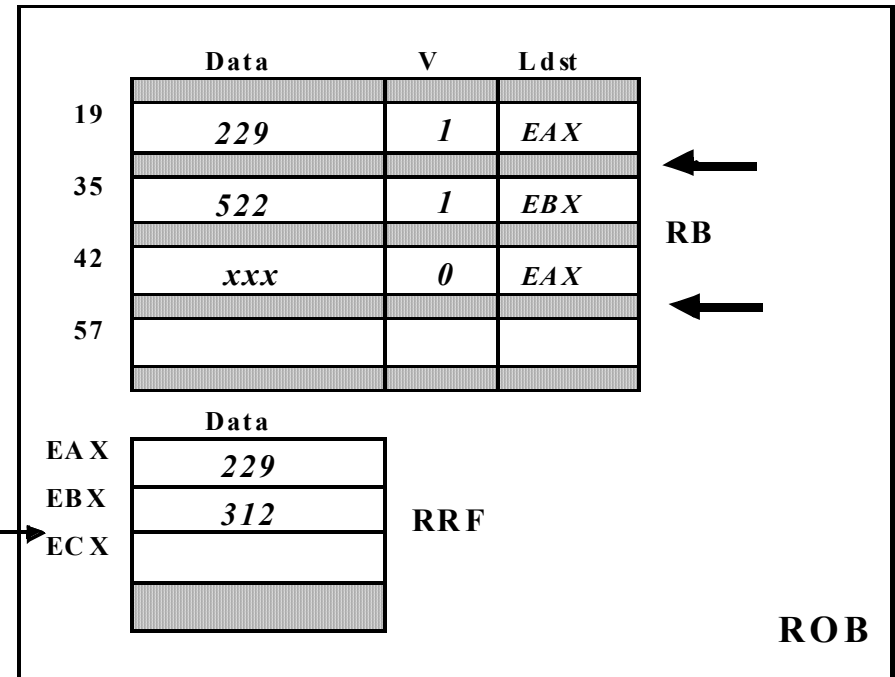 Data V Ldst
19 229 1 EAX
35 522 1 EBX
RB
42 xxx 0 EAX
57
Data
EAX 229
EBX 312
RRF
ECX
ROB